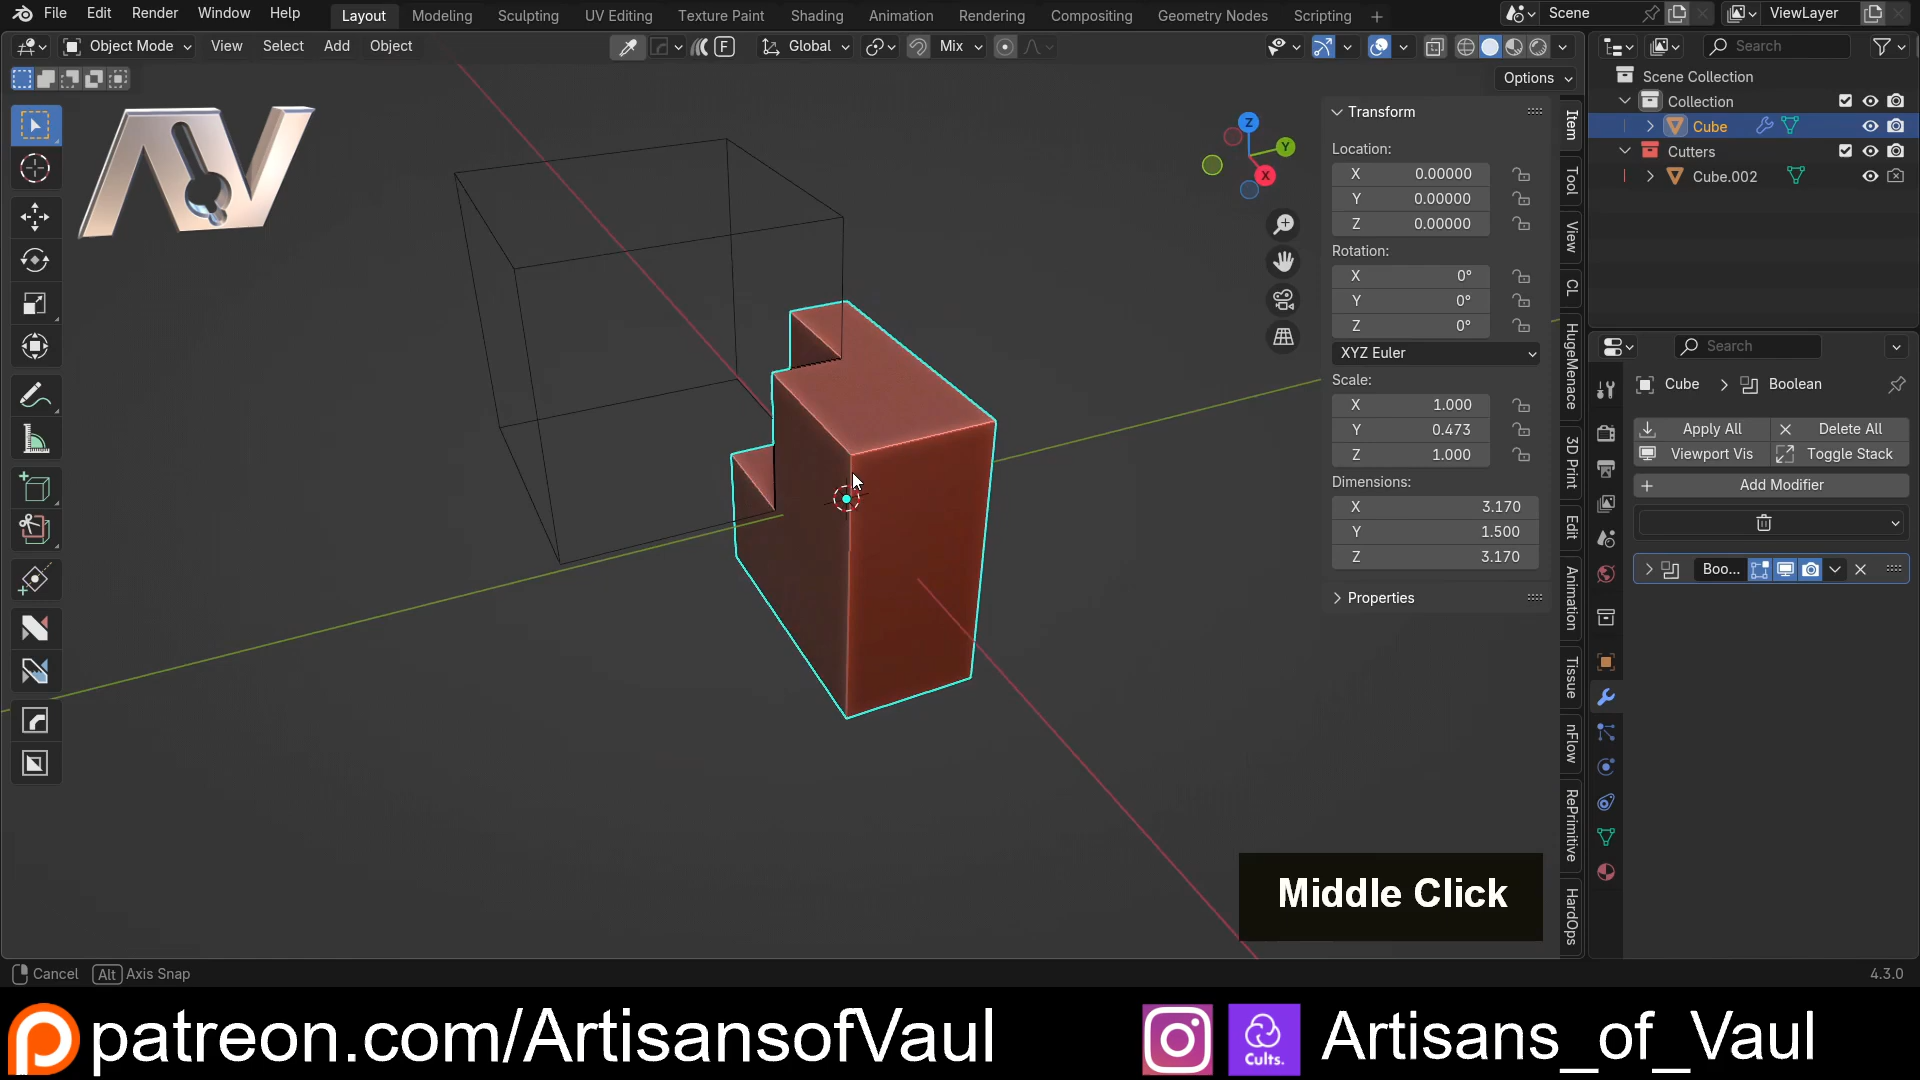 File Edit Render Window Help Layout Modeling Sculpting UV Editing Texture Paint Shading Animation Rendering Compositing Geometry Nodes Scripting + Scene ViewLayer
Object Mode View Select Add Object F Global Mix Search
Options
AV
Z
Y
X
Transform
Location:
X 0.00000
Y 0.00000
Z 0.00000
Rotation:
X 0°
Y 0°
Z 0°
XYZ Euler
Scale:
X 1.000
Y 0.473
Z 1.000
Dimensions:
X 3.170
Y 1.500
Z 3.170
Properties
Item
Tool
View
CL
HugeMenace
3D Print
Edit
Animation
Tissue
nFlow
RePrimitive
HardOps
Scene Collection
Collection
Cube
Cutters
Cube.002
Search
Cube > Boolean
Apply All Delete All
Viewport Vis Toggle Stack
Add Modifier
Boo...
Middle Click
Cancel Alt Axis Snap 4.3.0
patreon.com/ArtisansofVaul Cults. Artisans_of_Vaul